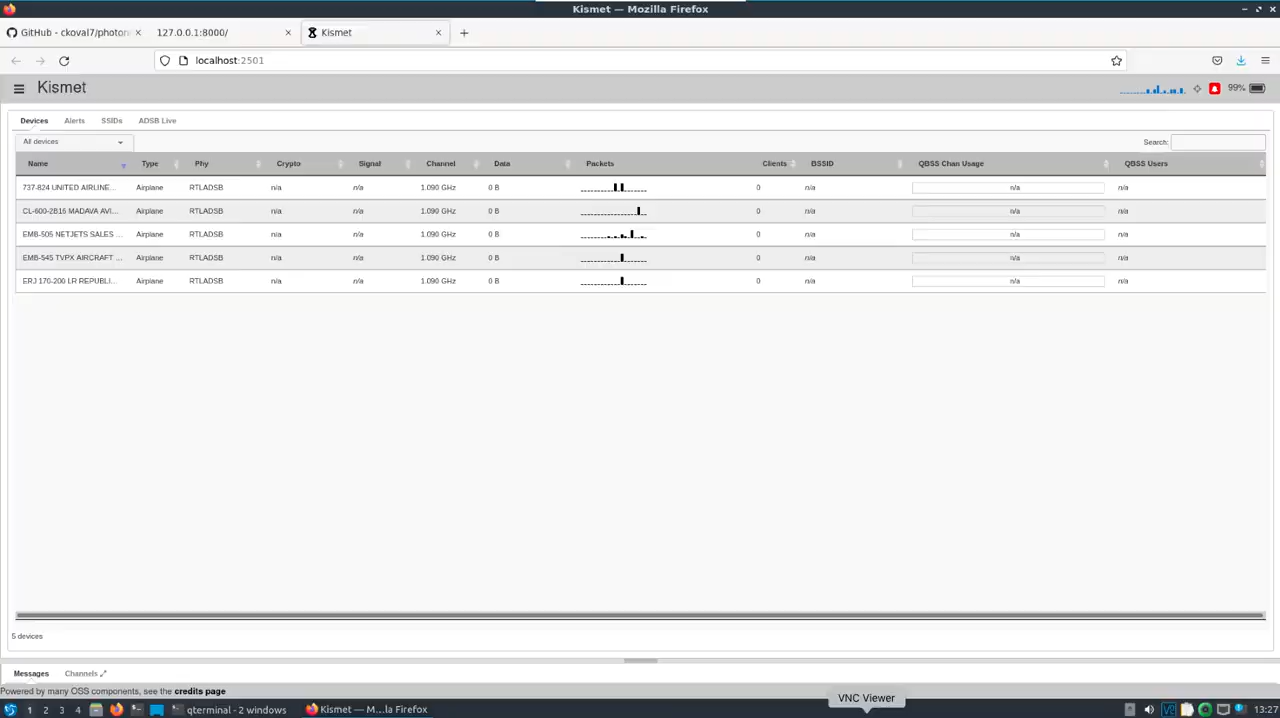 Kismet — Mozilla Firefox
GitHub - ckoval7/photon
127.0.0.1:8000/
Kismet
localhost:2501
Kismet
99%
Devices Alerts SSIDs ADSB Live
All devices
Search:
Name Type Phy Crypto Signal Channel Data Packets Clients BSSID QBSS Chan Usage QBSS Users
737-824 UNITED AIRLINE... Airplane RTLADSB n/a n/a 1.090 GHz 0 B 0 n/a n/a n/a
CL-600-2B16 MADAVA AVI... Airplane RTLADSB n/a n/a 1.090 GHz 0 B 0 n/a n/a n/a
EMB-505 NETJETS SALES ... Airplane RTLADSB n/a n/a 1.090 GHz 0 B 0 n/a n/a n/a
EMB-545 TVPX AIRCRAFT ... Airplane RTLADSB n/a n/a 1.090 GHz 0 B 0 n/a n/a n/a
ERJ 170-200 LR REPUBLI... Airplane RTLADSB n/a n/a 1.090 GHz 0 B 0 n/a n/a n/a
5 devices
Messages Channels
Powered by many OSS components, see the credits page
VNC Viewer
1 2 3 4 qterminal - 2 windows Kismet — M...la Firefox 13:27